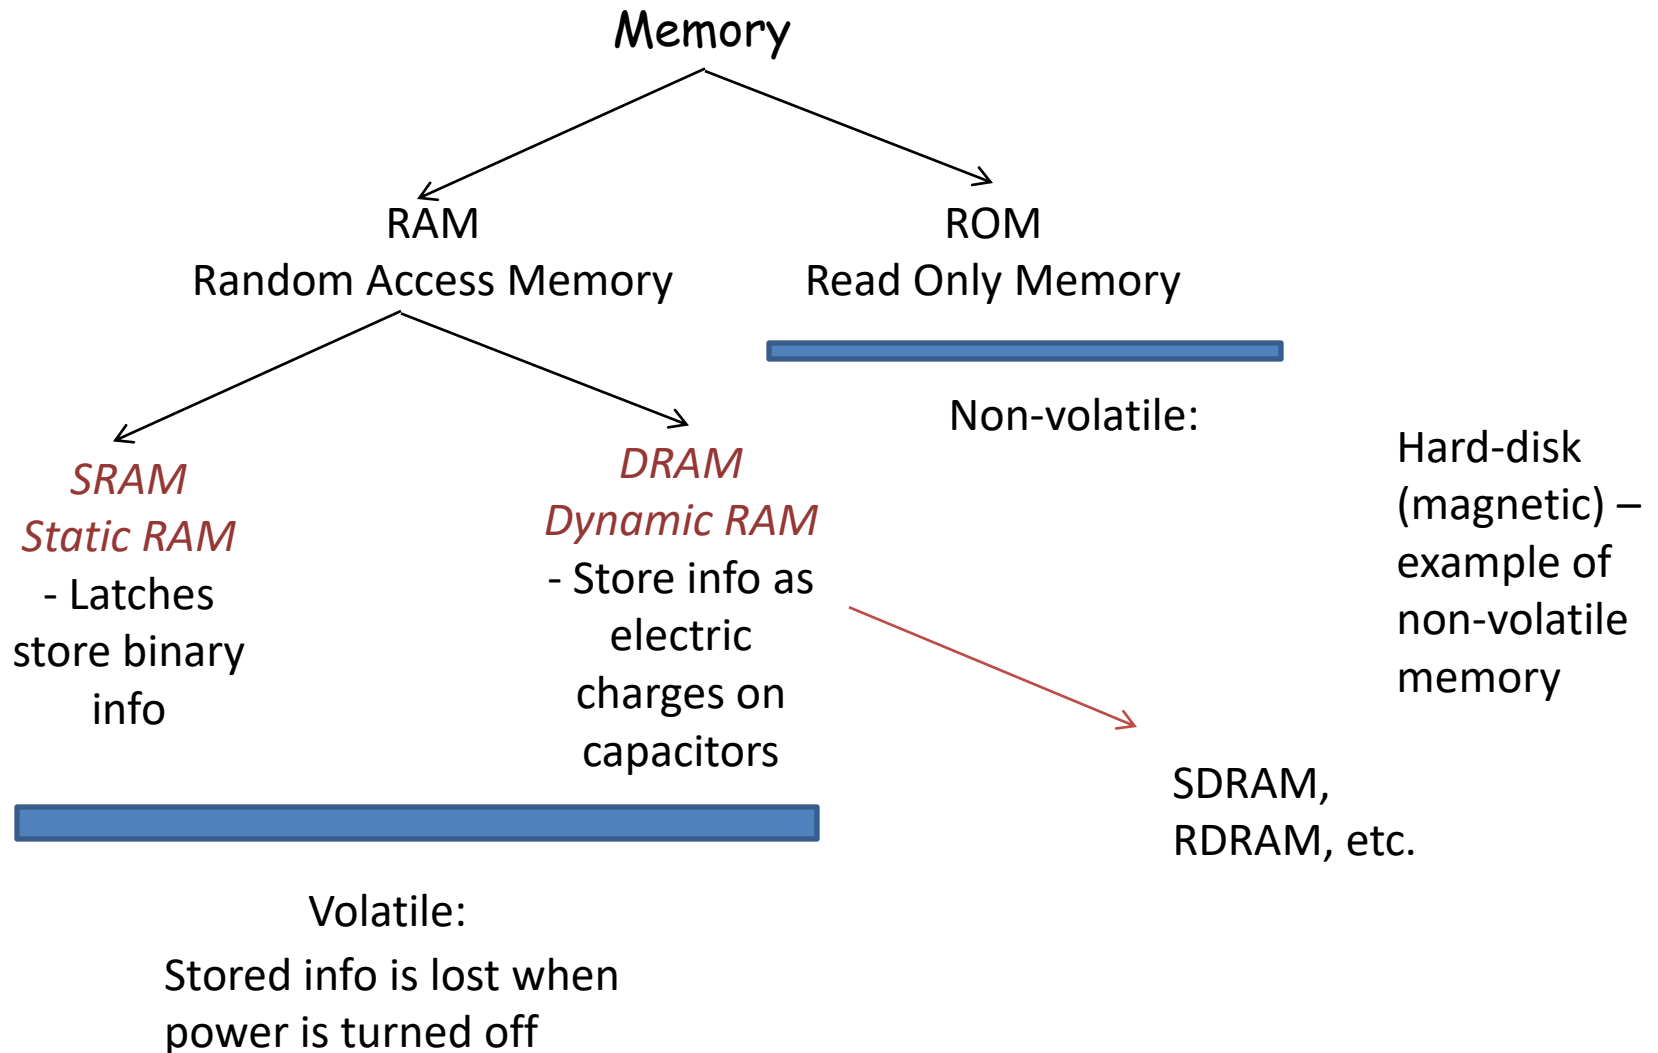 Memory
RAM
Random Access Memory
ROM
Read Only Memory
Non-volatile:
Hard-disk
(magnetic) –
example of
non-volatile
memory
SRAM
Static RAM
- Latches
store binary
info
DRAM
Dynamic RAM
- Store info as
electric
charges on
capacitors
SDRAM,
RDRAM, etc.
Volatile:
Stored info is lost when
power is turned off